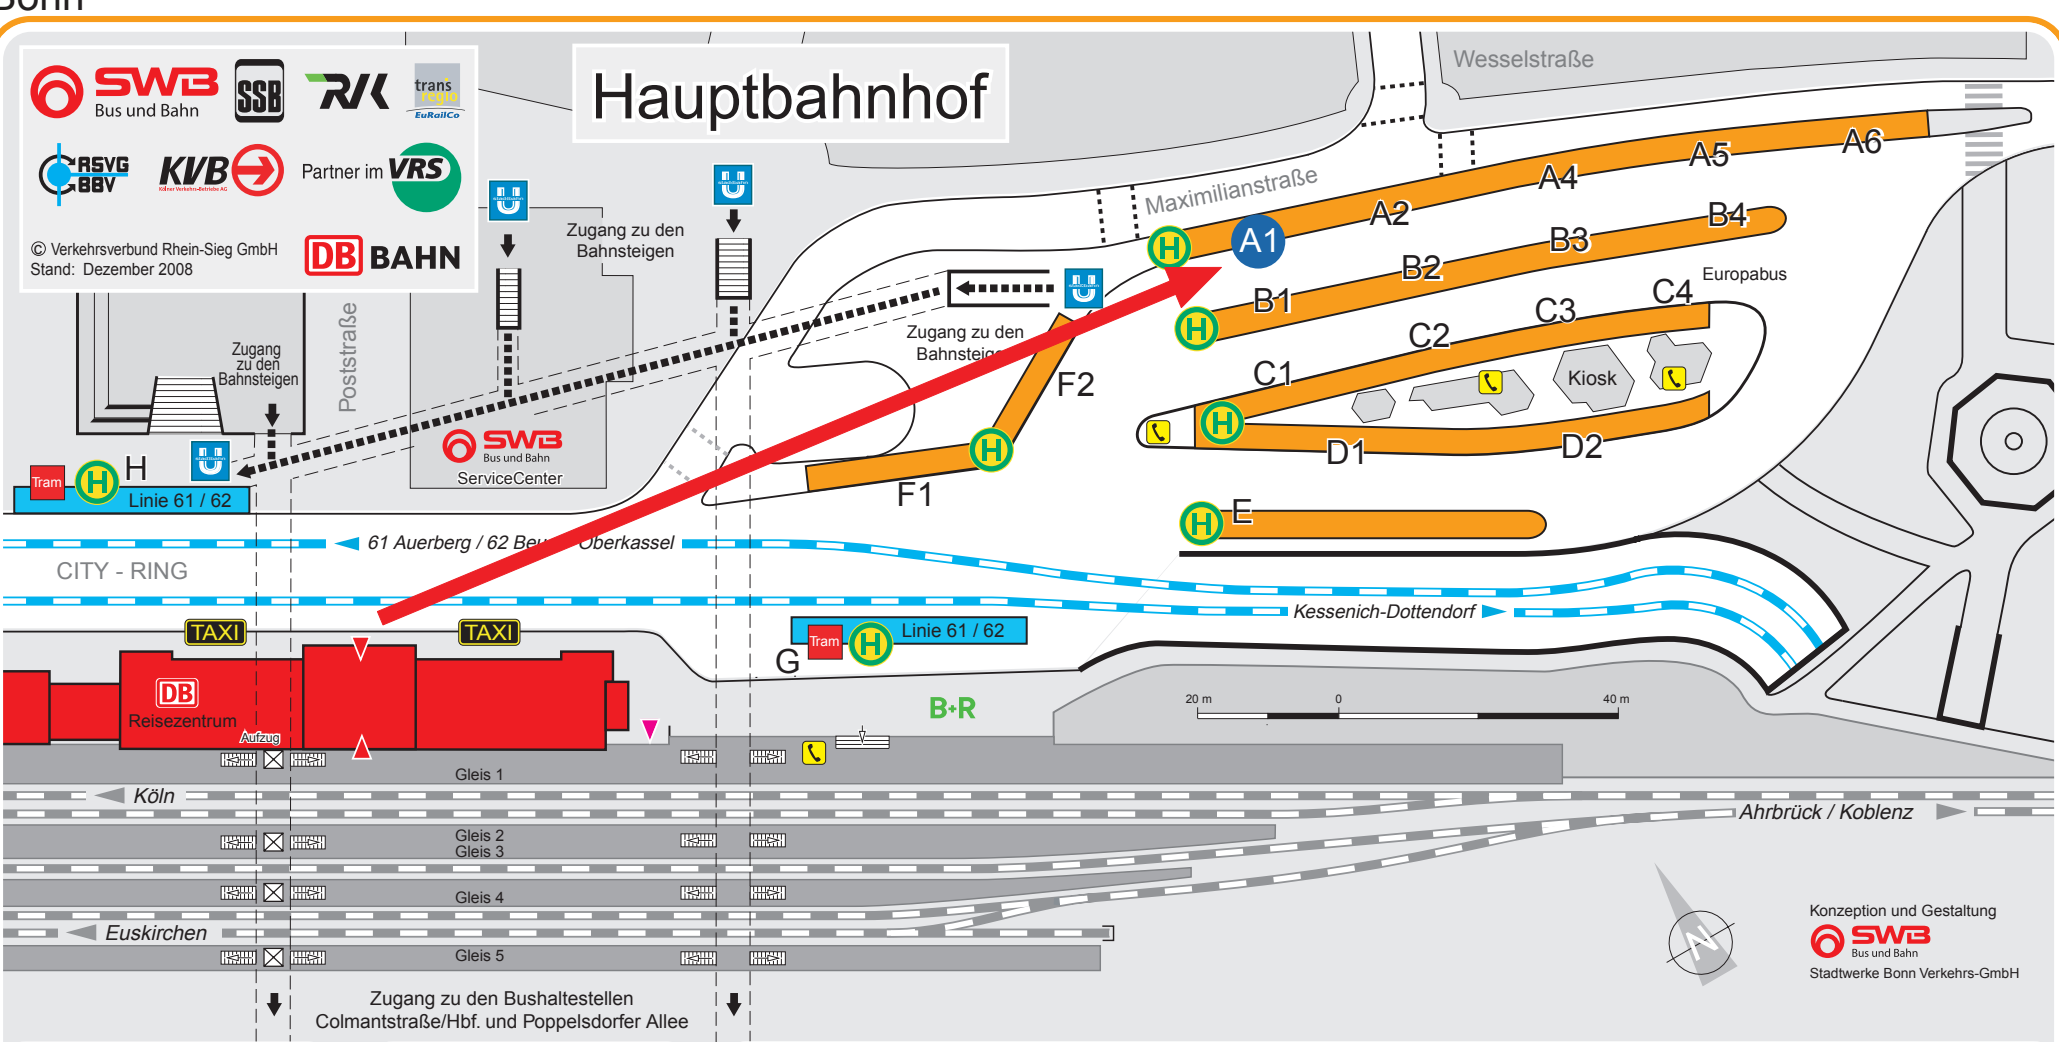 Bonn
SWB
Bus und Bahn
SSB
RVK
trans
regio
EuRailCo
RSVG
BBV
KVB
Kölner Verkehrs-Betriebe AG
Partner im VRS
© Verkehrsverbund Rhein-Sieg GmbH
Stand: Dezember 2008
DB BAHN
Hauptbahnhof
Wesselstraße
Maximilianstraße
A1
A2
A4
A5
A6
B1
B2
B3
B4
Europabus
C1
C2
C3
C4
Kiosk
D1
D2
E
F1
F2
H
H
H
H
H
Zugang zu den
Bahnsteigen
Zugang zu den
Zugang
zu den
Bahnsteigen
Poststraße
U
stadtbahn
U
stadtbahn
U
stadtbahn
U
stadtbahn
SWB
Bus und Bahn
ServiceCenter
Tram
H
H
Linie 61 / 62
61 Auerberg / 62 Beuel Oberkassel
CITY - RING
Kessenich-Dottendorf
TAXI
TAXI
Tram
H
Linie 61 / 62
G
DB
Reisezentrum
Aufzug
B+R
20 m
0
40 m
Gleis 1
Köln
Gleis 2
Gleis 3
Ahrbrück / Koblenz
Gleis 4
Euskirchen
Gleis 5
Zugang zu den Bushaltestellen
Colmantstraße/Hbf. und Poppelsdorfer Allee
N
Konzeption und Gestaltung
SWB
Bus und Bahn
Stadtwerke Bonn Verkehrs-GmbH